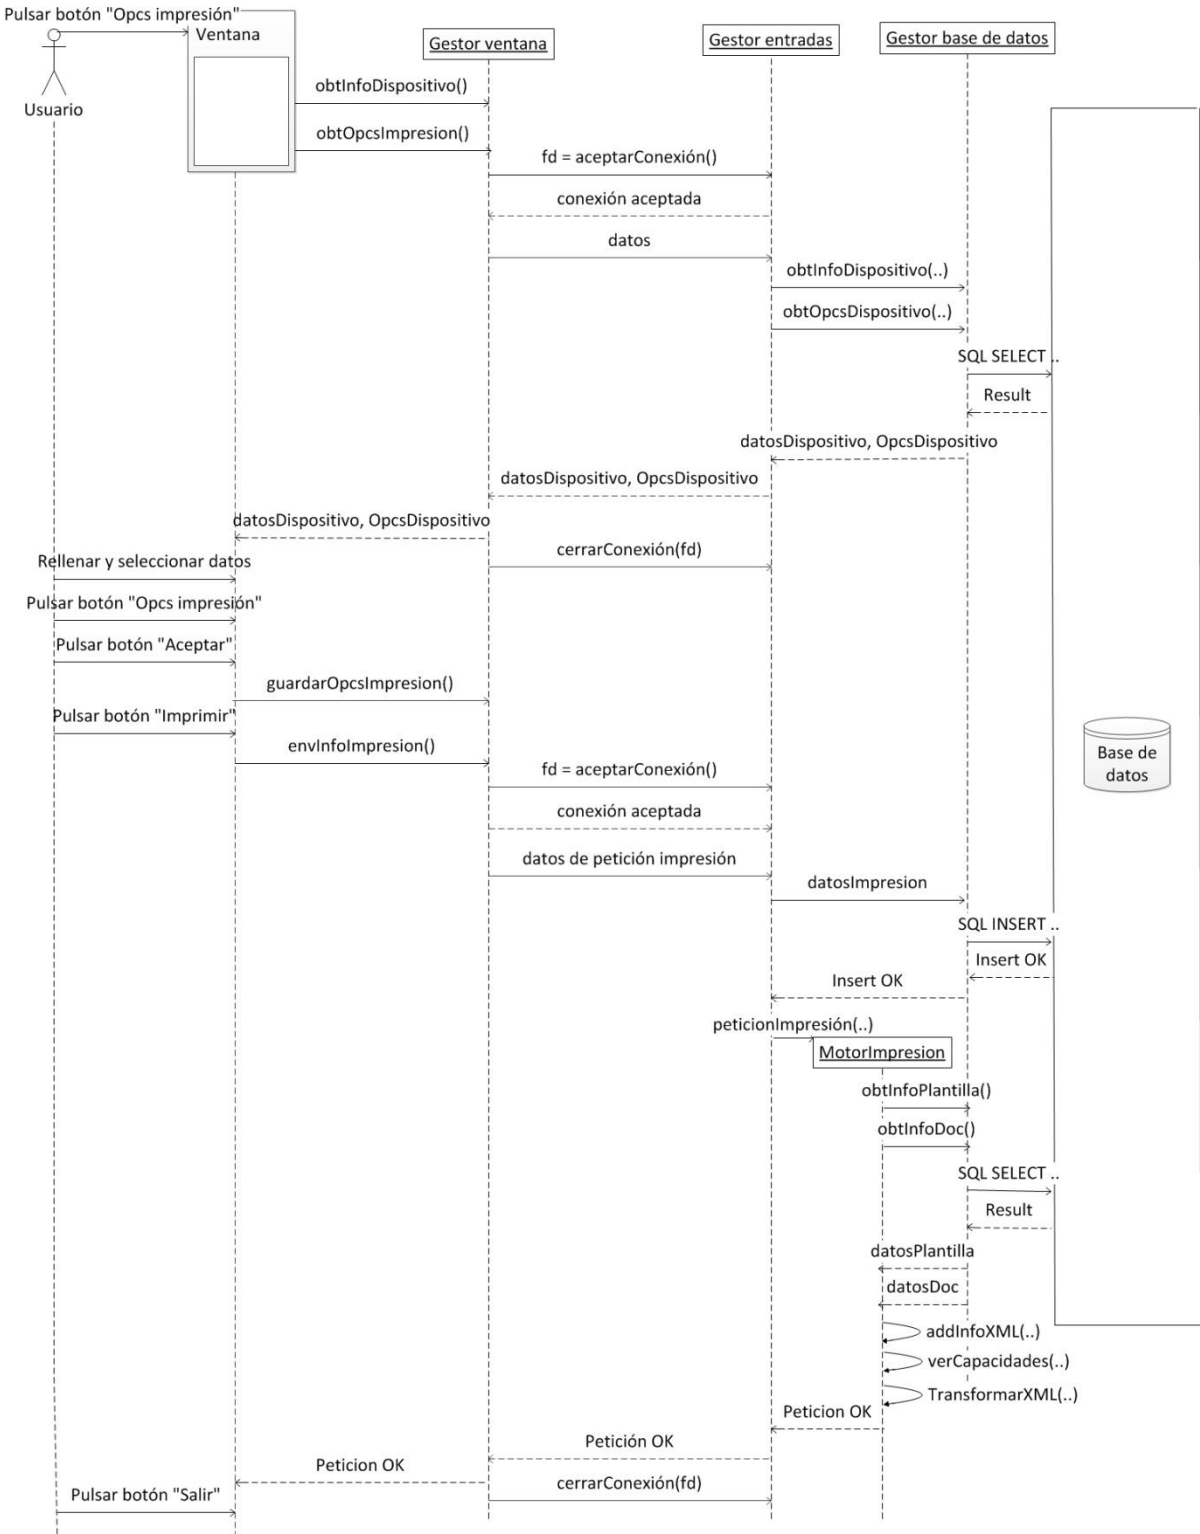 Pulsar botón "Opcs impresión"
Ventana
Gestor ventana
Gestor entradas
Gestor base de datos
Usuario
obtInfoDispositivo()
obtOpcsImpresion()
fd = aceptarConexión()
conexión aceptada
datos
obtInfoDispositivo(..)
obtOpcsDispositivo(..)
SQL SELECT ..
Result
datosDispositivo, OpcsDispositivo
datosDispositivo, OpcsDispositivo
datosDispositivo, OpcsDispositivo
cerrarConexión(fd)
Rellenar y seleccionar datos
Pulsar botón "Opcs impresión"
Pulsar botón "Aceptar"
guardarOpcsImpresion()
Pulsar botón "Imprimir"
envInfoImpresion()
Base de
datos
fd = aceptarConexión()
conexión aceptada
datos de petición impresión
datosImpresion
SQL INSERT ..
Insert OK
Insert OK
peticionImpresión(..)
MotorImpresion
obtInfoPlantilla()
obtInfoDoc()
SQL SELECT ..
Result
datosPlantilla
datosDoc
addInfoXML(..)
verCapacidades(..)
TransformarXML(..)
Peticion OK
Petición OK
Peticion OK
cerrarConexión(fd)
Pulsar botón "Salir"